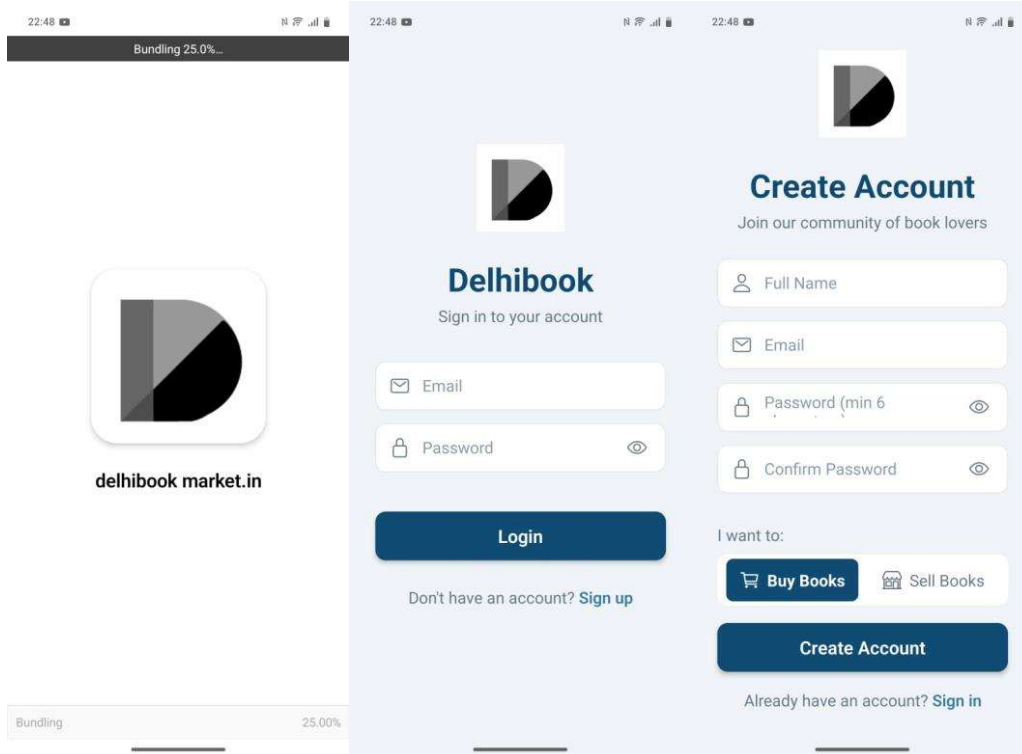 22:48
Bundling 25.0%...
delhibook market.in
Bundling 25.00%
22:48
Delhibook
Sign in to your account
Email
Password
Login
Don't have an account? Sign up
22:48
Create Account
Join our community of book lovers
Full Name
Email
Password (min 6
Confirm Password
I want to:
Buy Books Sell Books
Create Account
Already have an account? Sign in